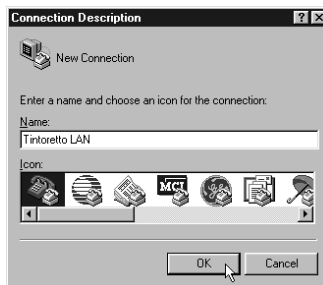 Connection Description
New Connection
Enter a name and choose an icon for the connection:
Name:
Tintoretto LAN
Icon:
MCI
OK
Cancel